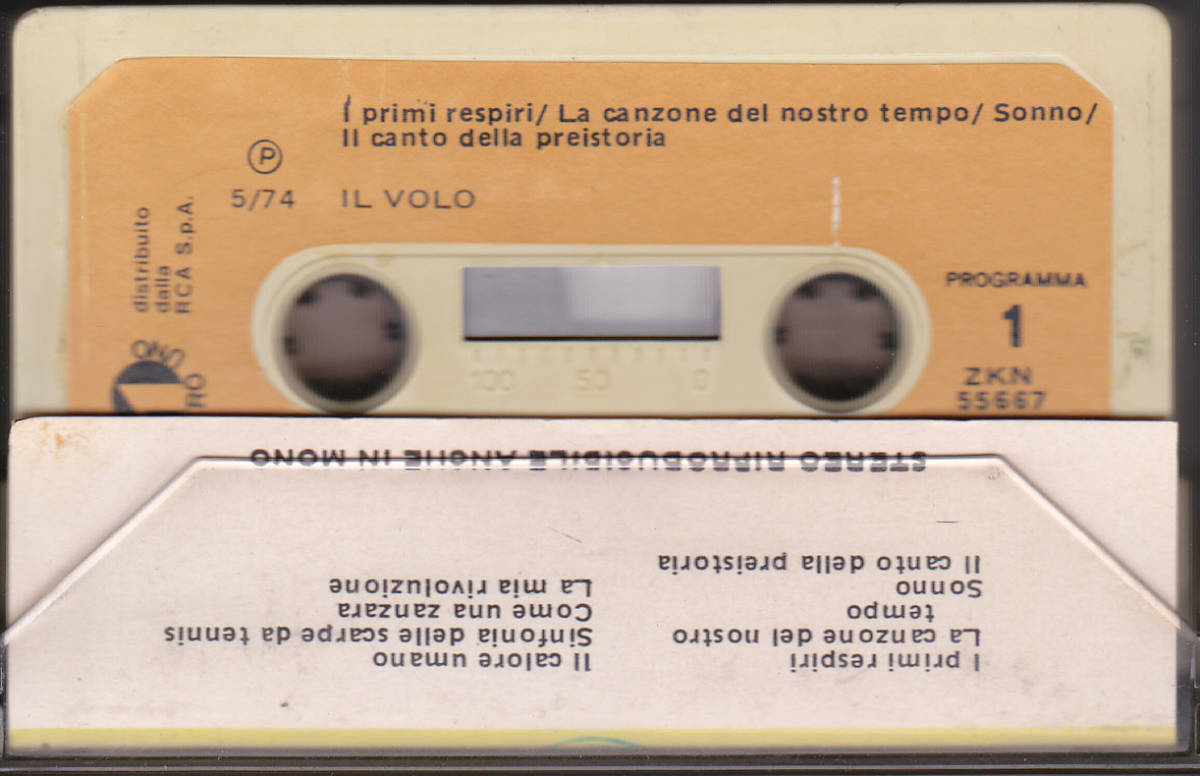 I primi respiri/ La canzone del nostro tempo/ Sonno/
Il canto della preistoria
P
5/74 IL VOLO
distribuito
dalla
RCA S.p.A.
PROGRAMMA
1
ZKN
55667
100 50 0
STEREO RIPRODUCIBILE ANCHE IN MONO
I primi respiri
La canzone del nostro
tempo
Sonno
Il canto della preistoria
Il calore umano
Sinfonia delle scarpe da tennis
Come una zanzara
La mia rivoluzione